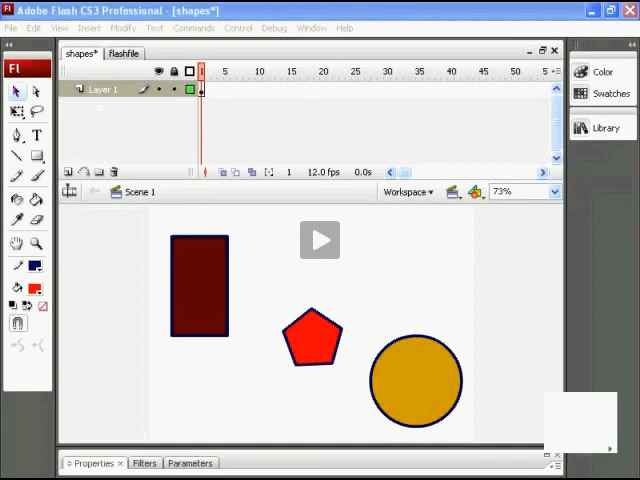 Adobe Flash CS3 Professional - [shapes*]
File Edit View Insert Modify Text Commands Control Debug Window Help
shapes* flashfile
Fl
1 5 10 15 20 25 30 35 40 45 50 5
Layer 1
1 12.0 fps 0.0s
Scene 1 Workspace 73%
Color
Swatches
Library
T
Properties Filters Parameters